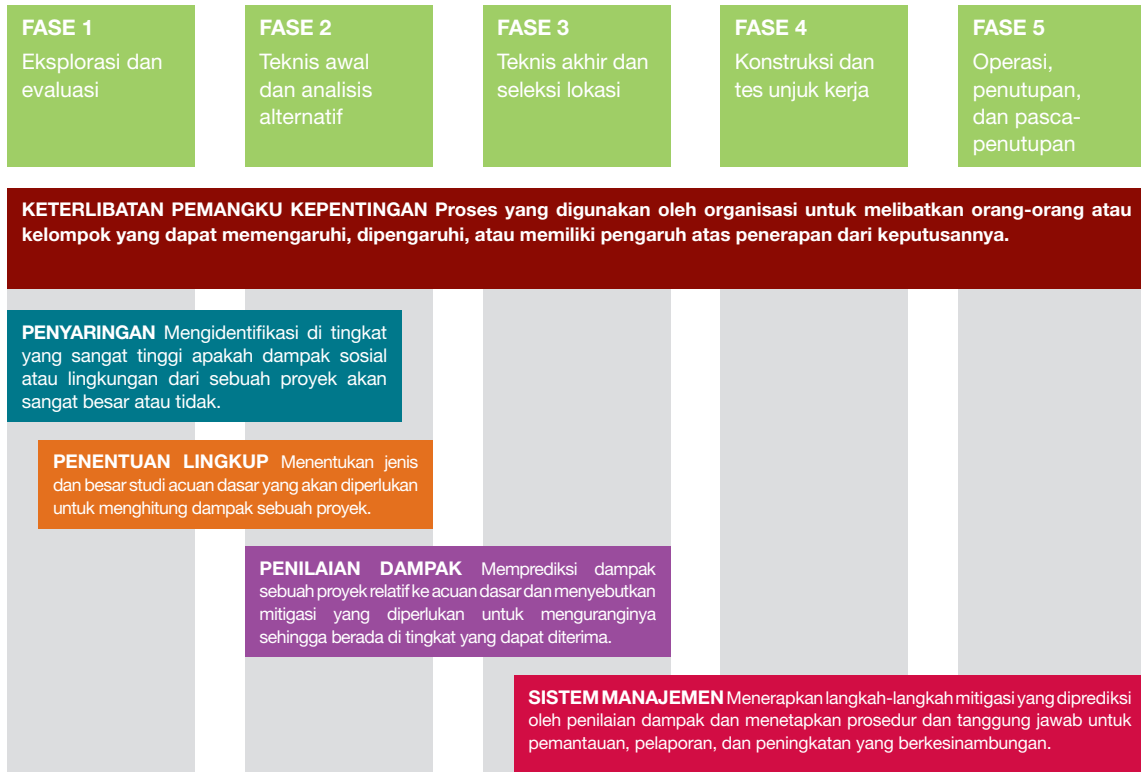 FASE 1
Eksplorasi dan
evaluasi
FASE 2
Teknis awal
dan analisis
alternatif
FASE 3
Teknis akhir dan
seleksi lokasi
FASE 4
Konstruksi dan
tes unjuk kerja
FASE 5
Operasi,
penutupan,
dan pasca-
penutupan
KETERLIBATAN PEMANGKU KEPENTINGAN Proses yang digunakan oleh organisasi untuk melibatkan orang-orang atau
kelompok yang dapat memengaruhi, dipengaruhi, atau memiliki pengaruh atas penerapan dari keputusannya.
PENYARINGAN Mengidentifikasi di tingkat
yang sangat tinggi apakah dampak sosial
atau lingkungan dari sebuah proyek akan
sangat besar atau tidak.
PENENTUAN LINGKUP Menentukan jenis
dan besar studi acuan dasar yang akan diperlukan
untuk menghitung dampak sebuah proyek.
PENILAIAN DAMPAK Memprediksi dampak
sebuah proyek relatif ke acuan dasar dan menyebutkan
mitigasi yang diperlukan untuk menguranginya
sehingga berada di tingkat yang dapat diterima.
SISTEM MANAJEMEN Menerapkan langkah-langkah mitigasi yang diprediksi
oleh penilaian dampak dan menetapkan prosedur dan tanggung jawab untuk
pemantauan, pelaporan, dan peningkatan yang berkesinambungan.